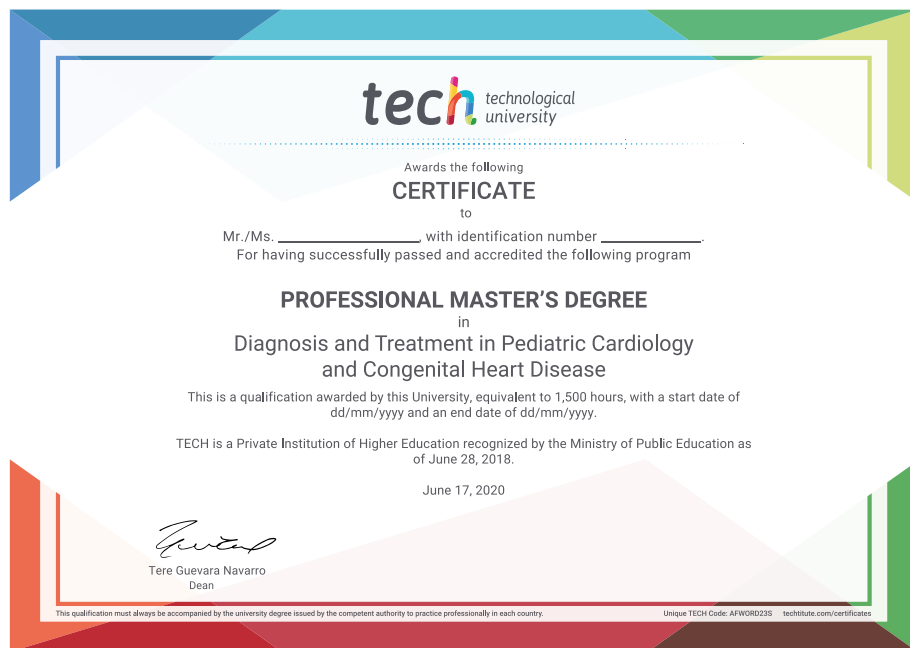 tech technological
university
Awards the following
CERTIFICATE
to
Mr./Ms. ____________, with identification number ____________.
For having successfully passed and accredited the following program
PROFESSIONAL MASTER'S DEGREE
in
Diagnosis and Treatment in Pediatric Cardiology
and Congenital Heart Disease
This is a qualification awarded by this University, equivalent to 1,500 hours, with a start date of
dd/mm/yyyy and an end date of dd/mm/yyyy.
TECH is a Private Institution of Higher Education recognized by the Ministry of Public Education as
of June 28, 2018.
June 17, 2020
Tere Guevara Navarro
Dean
This qualification must always be accompanied by the university degree issued by the competent authority to practice professionally in each country.
Unique TECH Code: AFWORD23S techtitute.com/certificates